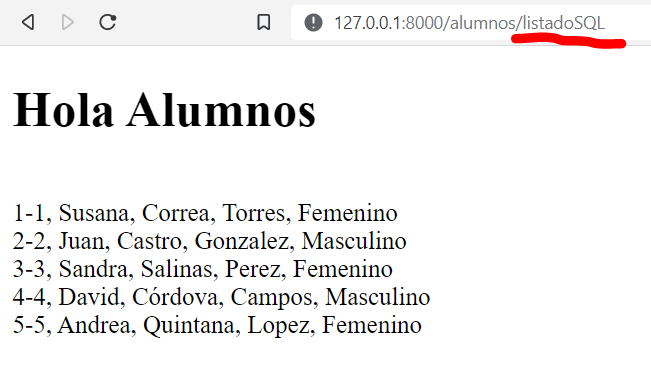 127.0.0.1:8000/alumnos/listadoSQL
Hola Alumnos
1-1, Susana, Correa, Torres, Femenino
2-2, Juan, Castro, Gonzalez, Masculino
3-3, Sandra, Salinas, Perez, Femenino
4-4, David, Córdova, Campos, Masculino
5-5, Andrea, Quintana, Lopez, Femenino